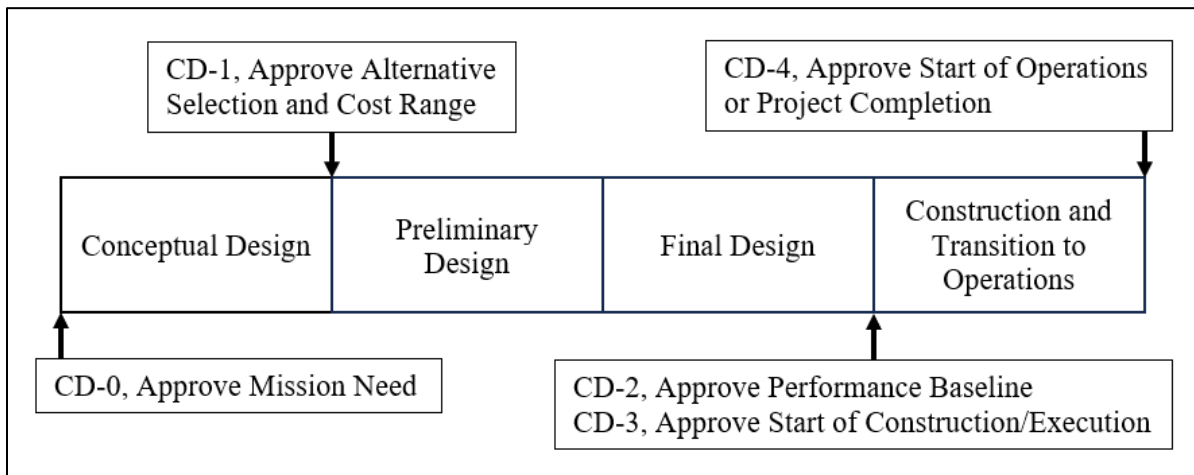 CD-1, Approve Alternative
Selection and Cost Range
CD-4, Approve Start of Operations
or Project Completion
Conceptual Design
Preliminary
Design
Final Design
Construction and
Transition to
Operations
CD-0, Approve Mission Need
CD-2, Approve Performance Baseline
CD-3, Approve Start of Construction/Execution